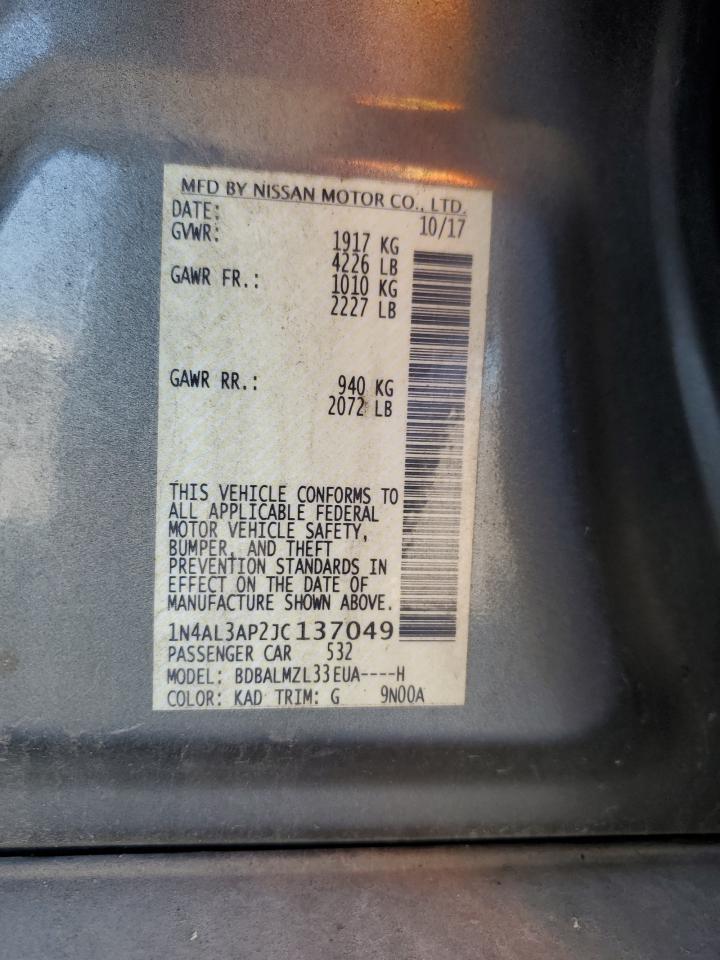 MFD BY NISSAN MOTOR CO., LTD.
DATE: 10/17
GVWR: 1917 KG
4226 LB
GAWR FR.: 1010 KG
2227 LB
GAWR RR.: 940 KG
2072 LB
THIS VEHICLE CONFORMS TO
ALL APPLICABLE FEDERAL
MOTOR VEHICLE SAFETY,
BUMPER, AND THEFT
PREVENTION STANDARDS IN
EFFECT ON THE DATE OF
MANUFACTURE SHOWN ABOVE.
1N4AL3AP2JC137049
PASSENGER CAR 532
MODEL: BDBALMZL33EUA----H
COLOR: KAD TRIM: G 9N00A